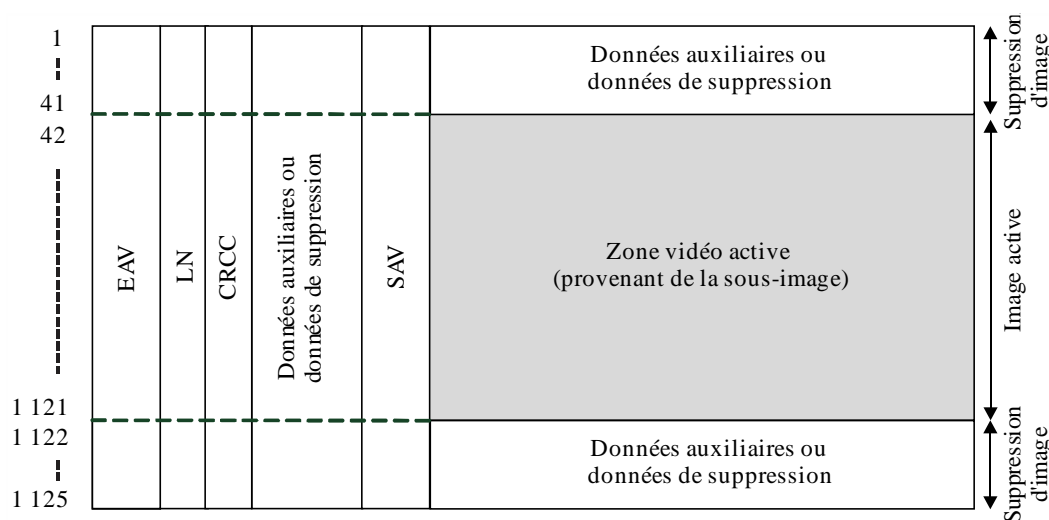 1
41
42
1 121
1 122
1 125
EAV
LN
CRCC
Données auxiliaires ou
données de suppression
SAV
Données auxiliaires ou
données de suppression
Zone vidéo active
(provenant de la sous-image)
Données auxiliaires ou
données de suppression
Suppression
d'image
Image active
Suppression
d'image